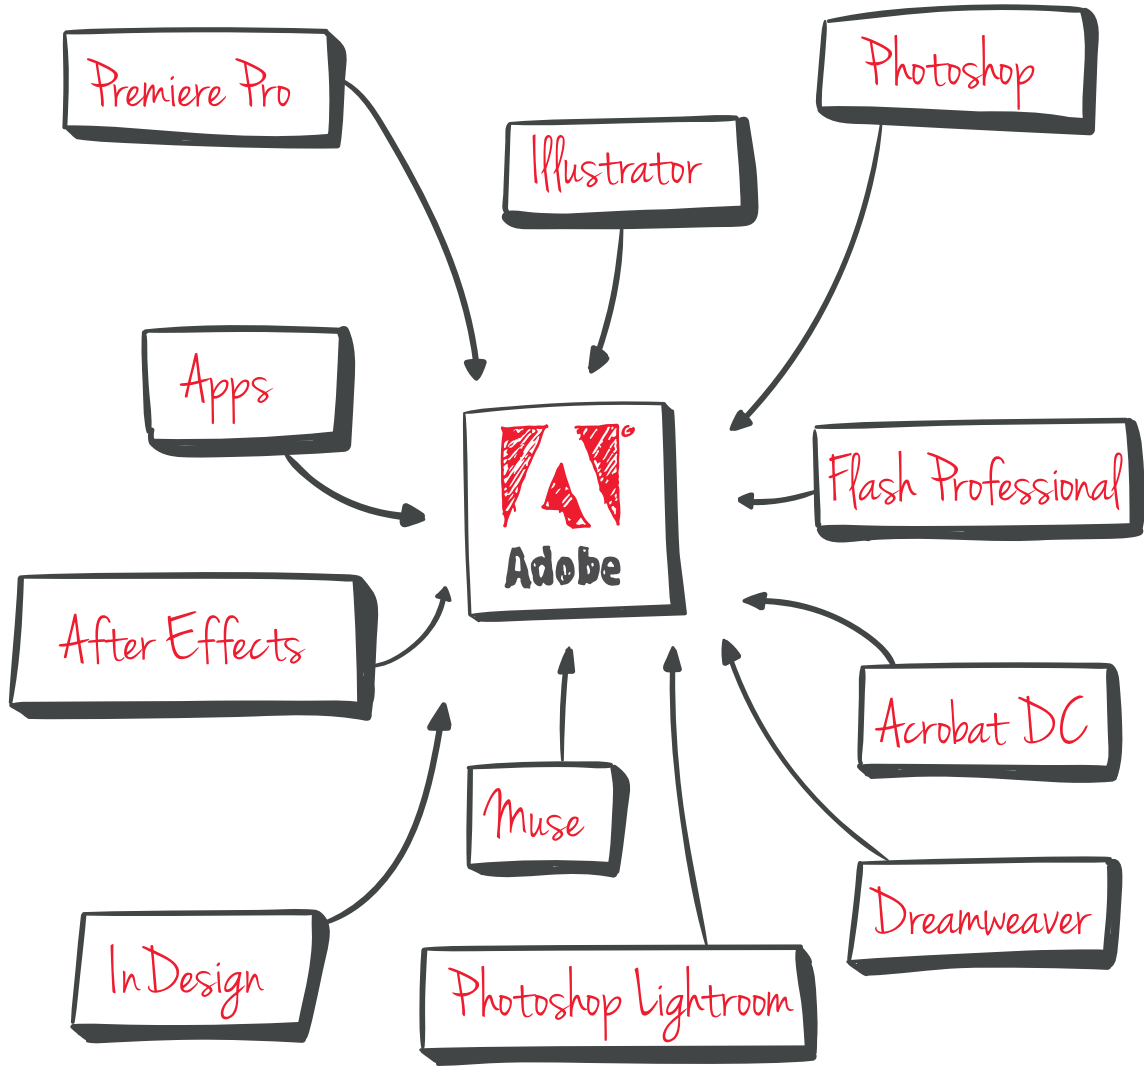 Premiere Pro
Photoshop
Illustrator
Apps
Flash Professional
Adobe
After Effects
Acrobat DC
Muse
Dreamweaver
InDesign
Photoshop Lightroom